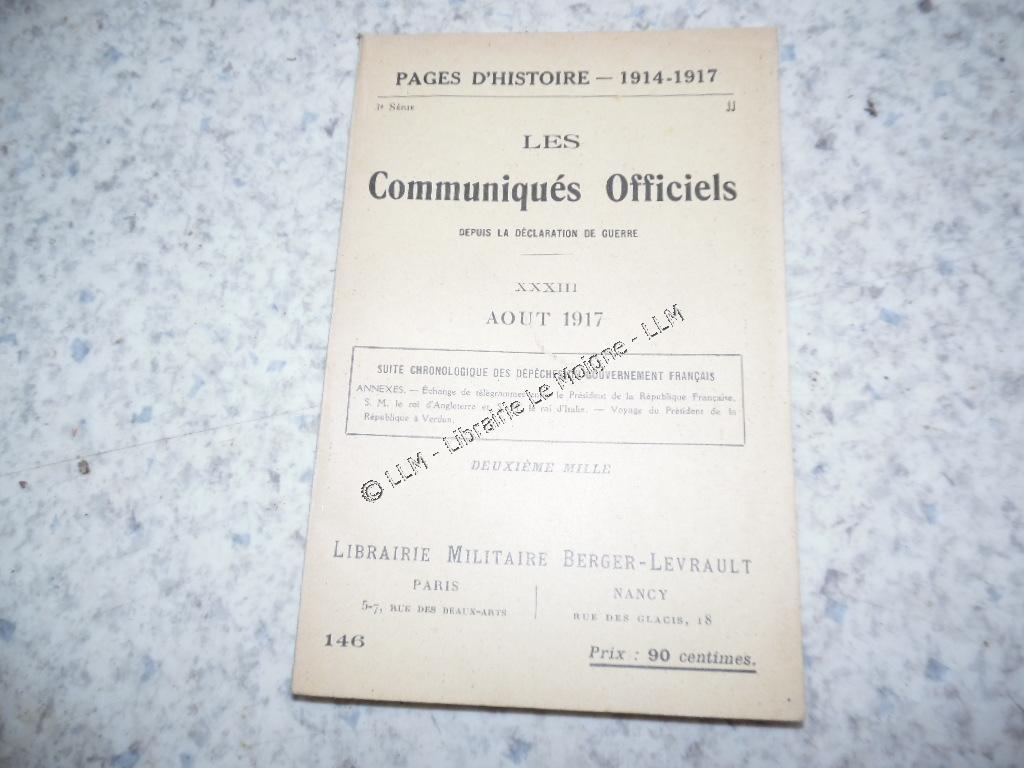 PAGES D'HISTOIRE — 1914-1917
3e Série JJ
LES
Communiqués Officiels
DEPUIS LA DÉCLARATION DE GUERRE
XXXIII
AOUT 1917
SUITE CHRONOLOGIQUE DES DÉPÊCHES GOUVERNEMENT FRANÇAIS
ANNEXES. — Échange de télégrammes le Président de la République Française,
S. M. le roi d'Angleterre et le roi d'Italie. — Voyage du Président de la
République à Verdun.
© LLM - Librairie Le Moigne - LLM
DEUXIÈME MILLE
LIBRAIRIE MILITAIRE BERGER-LEVRAULT
PARIS
5-7, RUE DES BEAUX-ARTS
NANCY
RUE DES GLACIS, 18
146
Prix : 90 centimes.